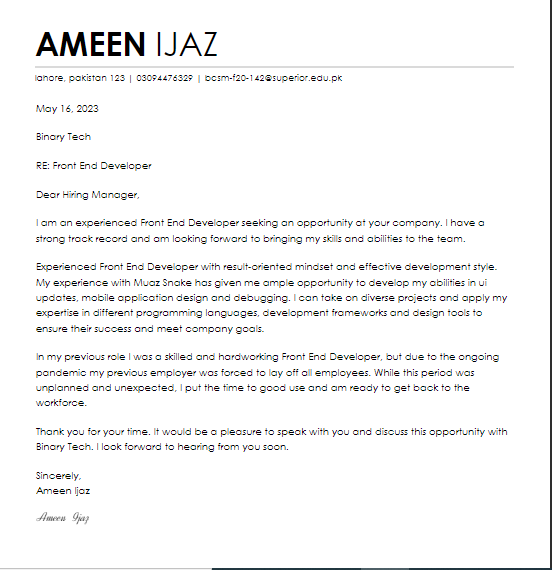 AMEEN IJAZ
lahore, pakistan 123 | 03094476329 | bcsm-f20-142@superior.edu.pk
May 16, 2023
Binary Tech
RE: Front End Developer
Dear Hiring Manager,
I am an experienced Front End Developer seeking an opportunity at your company. I have a
strong track record and am looking forward to bringing my skills and abilities to the team.
Experienced Front End Developer with result-oriented mindset and effective development style.
My experience with Muaz Snake has given me ample opportunity to develop my abilities in ui
updates, mobile application design and debugging. I can take on diverse projects and apply my
expertise in different programming languages, development frameworks and design tools to
ensure their success and meet company goals.
In my previous role I was a skilled and hardworking Front End Developer, but due to the ongoing
pandemic my previous employer was forced to lay off all employees. While this period was
unplanned and unexpected, I put the time to good use and am ready to get back to the
workforce.
Thank you for your time. It would be a pleasure to speak with you and discuss this opportunity with
Binary Tech. I look forward to hearing from you soon.
Sincerely,
Ameen Ijaz
Ameen Ijaz